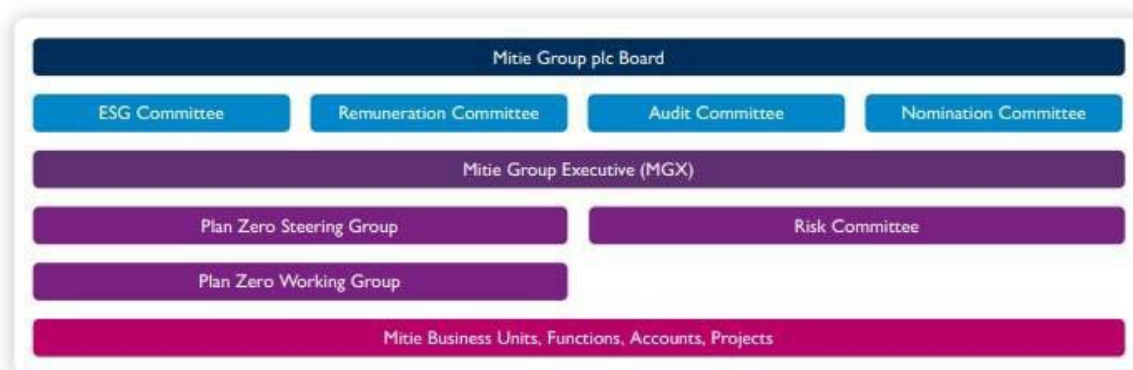 Mitie Group plc Board
ESG Committee
Remuneration Committee
Audit Committee
Nomination Committee
Mitie Group Executive (MGX)
Plan Zero Steering Group
Risk Committee
Plan Zero Working Group
Mitie Business Units, Functions, Accounts, Projects